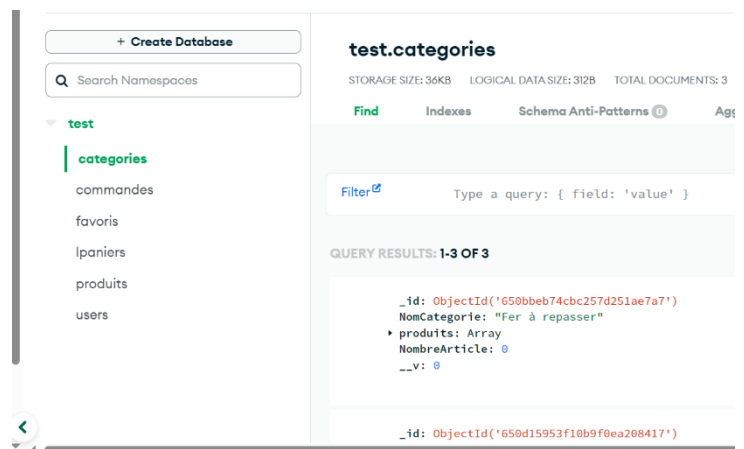 + Create Database
Search Namespaces
test
categories
commandes
favoris
lpaniers
produits
users
test.categories
STORAGE SIZE: 36KB LOGICAL DATA SIZE: 312B TOTAL DOCUMENTS: 3
Find Indexes Schema Anti-Patterns 0 Agg
Filter Type a query: { field: 'value' }
QUERY RESULTS: 1-3 OF 3
_id: ObjectId('650bbeb74cbc257d251ae7a7')
NomCategorie: "Fer à repasser"
produits: Array
NombreArticle: 0
__v: 0
_id: ObjectId('650d15953f10b9f0ea208417')